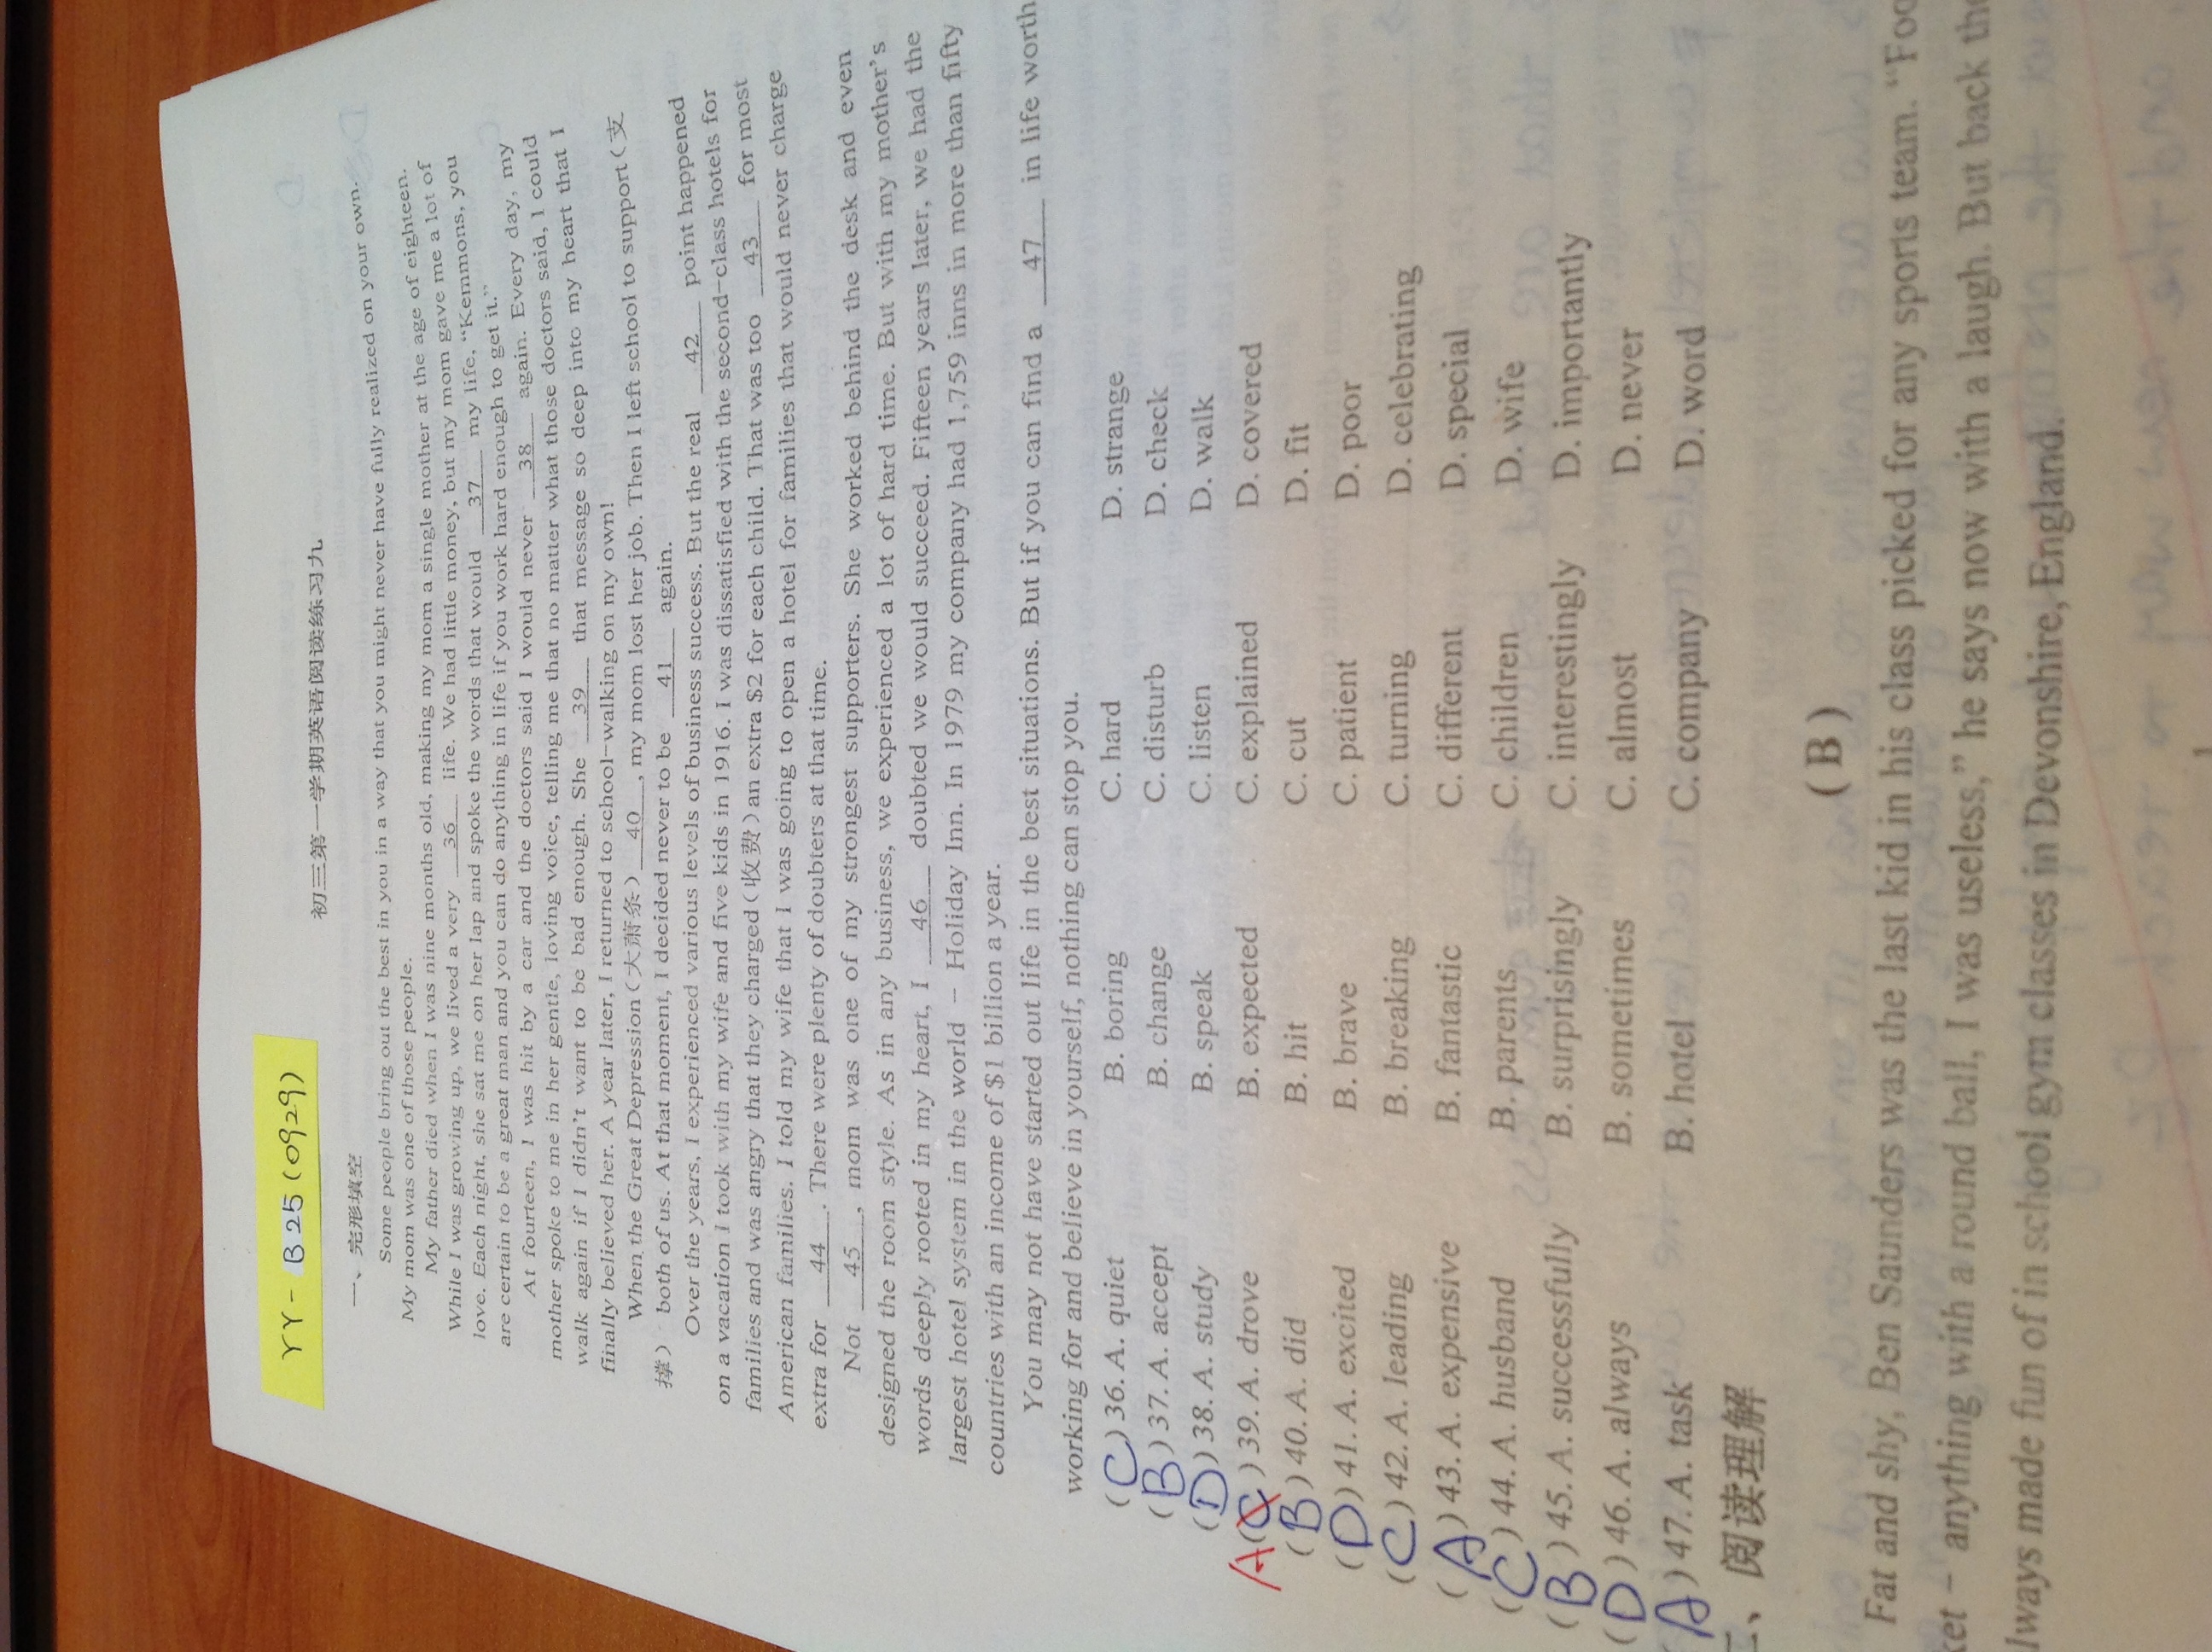 YY- B25(0929)
初三第一学期英语阅读练习九
一、完形填空
Some people bring out the best in you in a way that you might never have fully realized on your own.
My mom was one of those people.
My father died when I was nine months old, making my mom a single mother at the age of eighteen.
While I was growing up, we lived a very 36 life. We had little money, but my mom gave me a lot of
love. Each night, she sat me on her lap and spoke the words that would 37 my life, “Kemmons, you
are certain to be a great man and you can do anything in life if you work hard enough to get it.”
At fourteen, I was hit by a car and the doctors said I would never 38 again. Every day, my
mother spoke to me in her gentle, loving voice, telling me that no matter what those doctors said, I could
walk again if I didn’t want to be bad enough. She 39 that message so deep into my heart that I
finally believed her. A year later, I returned to school-walking on my own!
When the Great Depression(大萧条) 40 , my mom lost her job. Then I left school to support(支
撑) both of us. At that moment, I decided never to be 41 again.
Over the years, I experienced various levels of business success. But the real 42 point happened
on a vacation I took with my wife and five kids in 1916. I was dissatisfied with the second-class hotels for
families and was angry that they charged(收费)an extra $2 for each child. That was too 43 for most
American families. I told my wife that I was going to open a hotel for families that would never charge
extra for 44 . There were plenty of doubters at that time.
Not 45 , mom was one of my strongest supporters. She worked behind the desk and even
designed the room style. As in any business, we experienced a lot of hard time. But with my mother’s
words deeply rooted in my heart, I 46 doubted we would succeed. Fifteen years later, we had the
largest hotel system in the world - Holiday Inn. In 1979 my company had 1,759 inns in more than fifty
countries with an income of $1 billion a year.
You may not have started out life in the best situations. But if you can find a 47 in life worth
working for and believe in yourself, nothing can stop you.
(C)36. A. quiet B. boring C. hard D. strange
(B)37. A. accept B. change C. disturb D. check
(D)38. A. study B. speak C. listen D. walk
A(C)39. A. drove B. expected C. explained D. covered
(B)40. A. did B. hit C. cut D. fit
(D)41. A. excited B. brave C. patient D. poor
(C)42. A. leading B. breaking C. turning D. celebrating
(A)43. A. expensive B. fantastic C. different D. special
(C)44. A. husband B. parents C. children D. wife
(B)45. A. successfully B. surprisingly C. interestingly D. importantly
(D)46. A. always B. sometimes C. almost D. never
(A)47. A. task B. hotel C. company D. word
二、阅读理解
(B)
Fat and shy, Ben Saunders was the last kid in his class picked for any sports team. “Foo
ket - anything with a round ball, I was useless,” he says now with a laugh. But back the
lways made fun of in school gym classes in Devonshire, England.
1